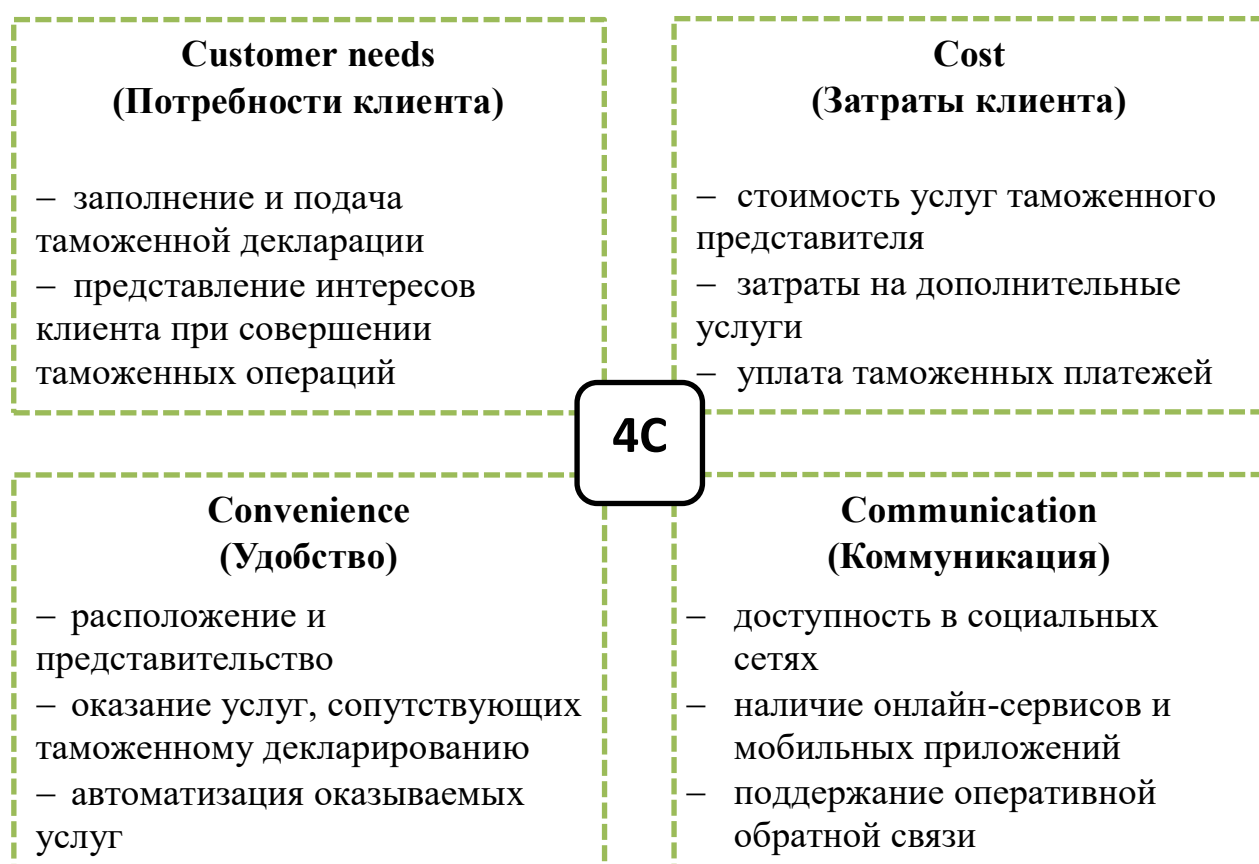 Customer needs
(Потребности клиента)
– заполнение и подача
таможенной декларации
– представление интересов
клиента при совершении
таможенных операций
Cost
(Затраты клиента)
– стоимость услуг таможенного
представителя
– затраты на дополнительные
услуги
– уплата таможенных платежей
4C
Convenience
(Удобство)
– расположение и
представительство
– оказание услуг, сопутствующих
таможенному декларированию
– автоматизация оказываемых
услуг
Communication
(Коммуникация)
– доступность в социальных
сетях
– наличие онлайн-сервисов и
мобильных приложений
– поддержание оперативной
обратной связи